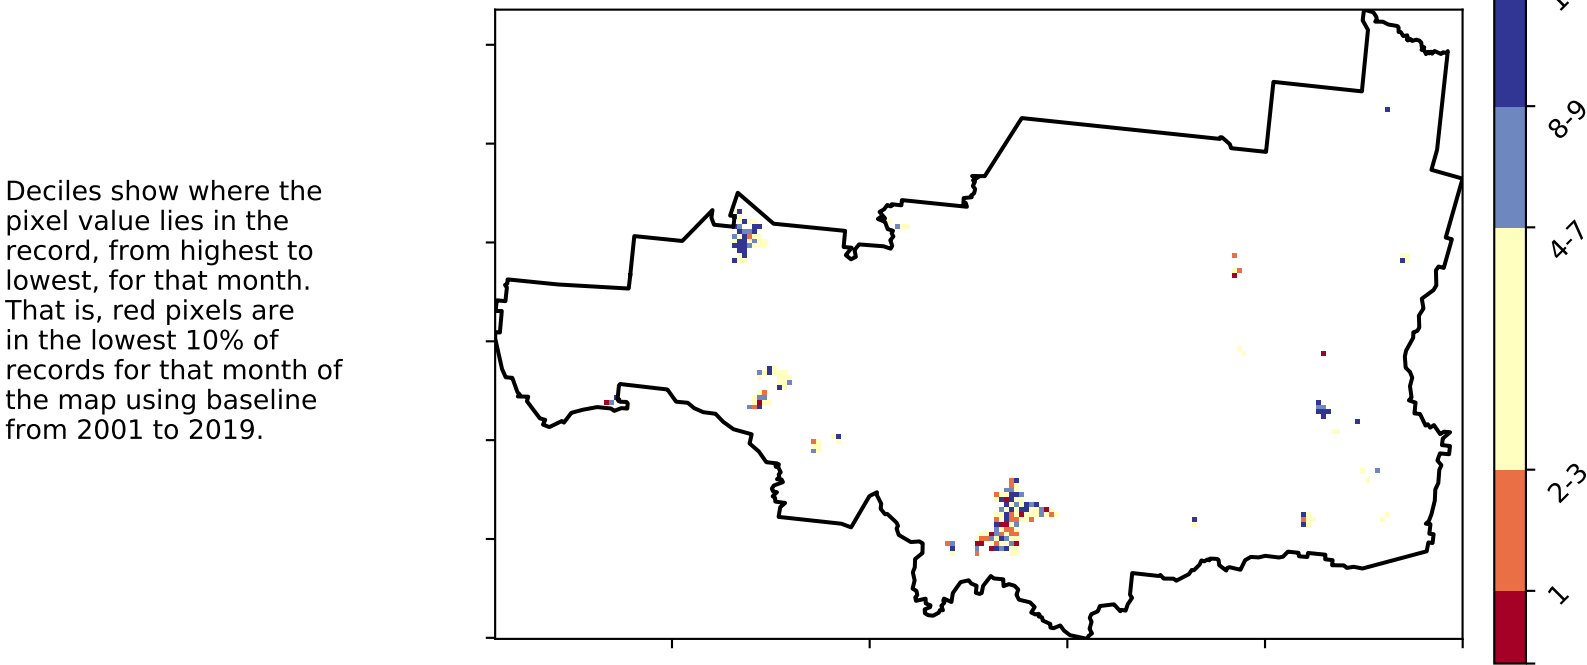 Deciles show where the
pixel value lies in the
record, from highest to
lowest, for that month.
That is, red pixels are
in the lowest 10% of
records for that month of
the map using baseline
from 2001 to 2019.
8-9
4-7
2-3
1